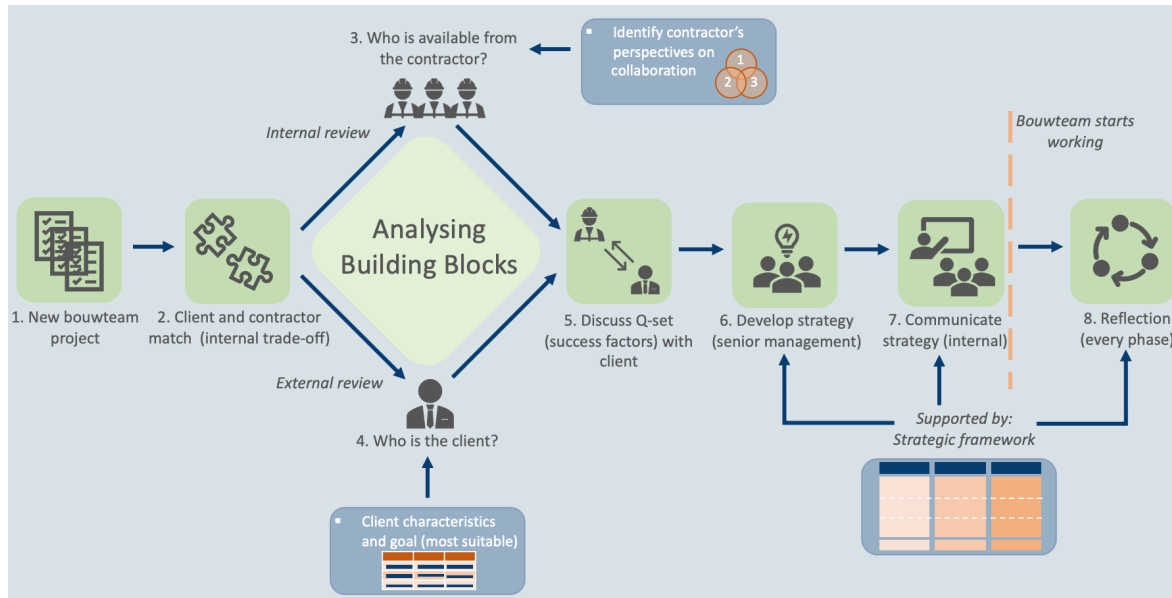 3. Who is available from
the contractor?
▪ Identify contractor's
perspectives on
collaboration
1
2
3
Internal review
Bouwteam starts
working
Analysing
Building Blocks
1. New bouwteam
project
2. Client and contractor
match (internal trade-off)
5. Discuss Q-set
(success factors) with
client
6. Develop strategy
(senior management)
7. Communicate
strategy (internal)
8. Reflection
(every phase)
External review
4. Who is the client?
Supported by:
Strategic framework
▪ Client characteristics
and goal (most suitable)